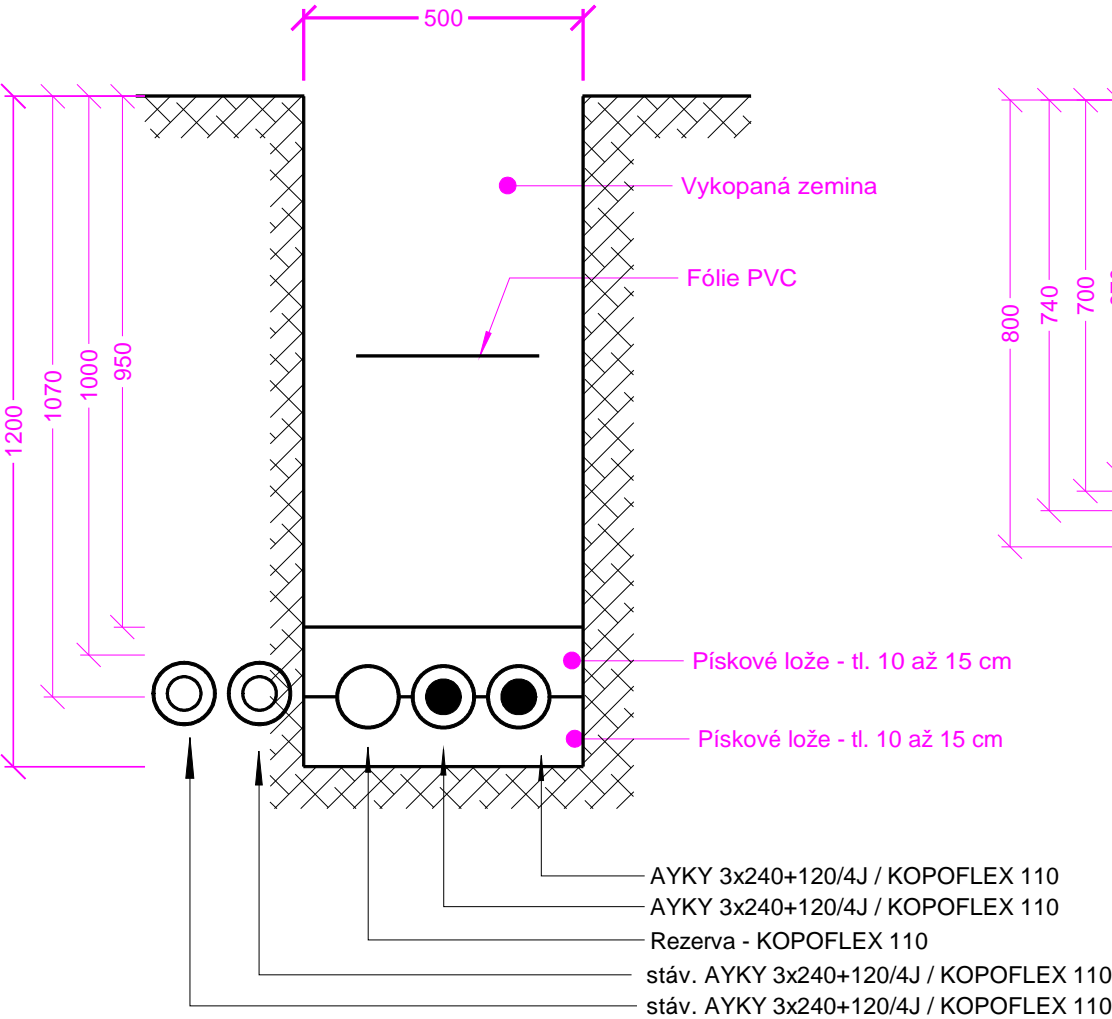 500
Vykopaná zemina
Fólie PVC
1200
1070
1000
950
800
740
700
Pískové lože - tl. 10 až 15 cm
Pískové lože - tl. 10 až 15 cm
AYKY 3x240+120/4J / KOPOFLEX 110
AYKY 3x240+120/4J / KOPOFLEX 110
Rezerva - KOPOFLEX 110
stáv. AYKY 3x240+120/4J / KOPOFLEX 110
stáv. AYKY 3x240+120/4J / KOPOFLEX 110